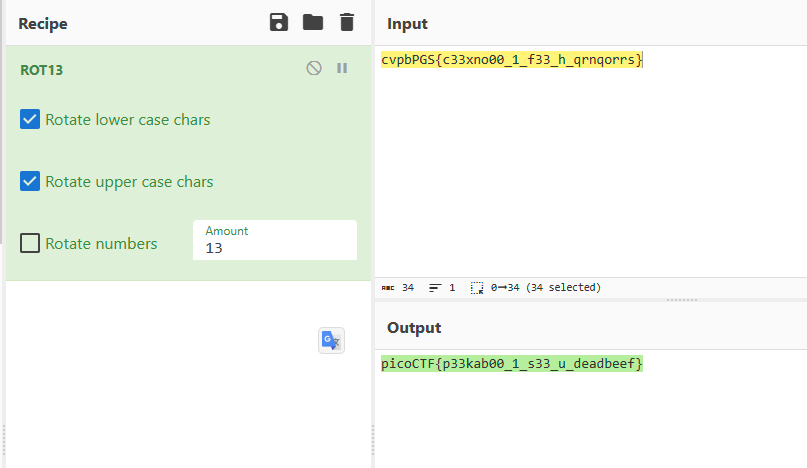 Recipe
ROT13
Rotate lower case chars
Rotate upper case chars
Rotate numbers
Amount
13
Input
cvpbPGS{c33xno00_1_f33_h_qrnqorrs}
ABC 34 1 0→34 (34 selected)
Output
picoCTF{p33kab00_1_s33_u_deadbeef}